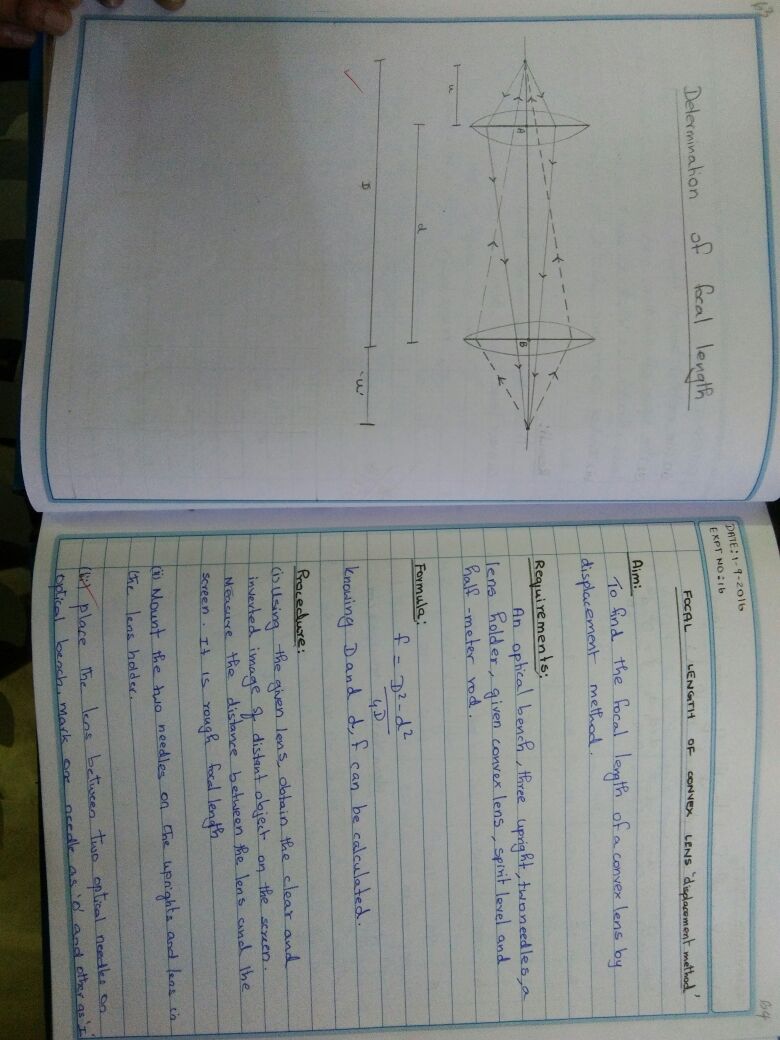 63
Determination of focal length
u
A
d
D
B
'u'
64
DATE: 1-9-2016
EXPT NO: 16
FOCAL LENGTH OF CONVEX LENS 'displacement method'
Aim:
To find the focal length of a convex lens by
displacement method.
Requirements:
An optical bench, three upright, two needles, a
lens holder, given convex lens, spirit level and
half-meter rod.
Formula:
f = D² - d²
4D
knowing D and d, f can be calculated.
Procedure:
(i) Using the given lens, obtain the clear and
inverted image of distant object on the screen.
Measure the distance between the lens and the
screen. It is rough focal length
(ii) Mount the two needles on the uprights and lens in
the lens holder.
(iii) place the lens between two optical needles on
optical bench, mark one needle as 'o' and other as 'I'